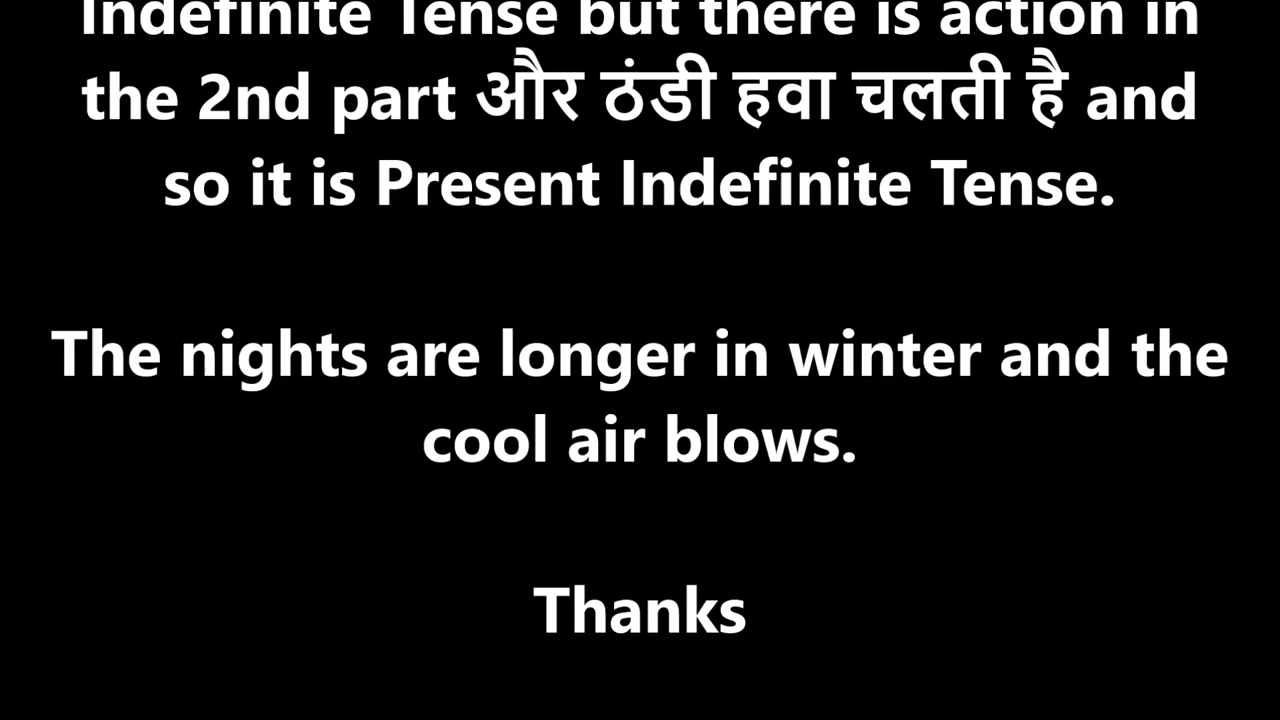 Indefinite Tense but there is action in
the 2nd part और ठंडी हवा चलती है and
so it is Present Indefinite Tense.
The nights are longer in winter and the
cool air blows.
Thanks